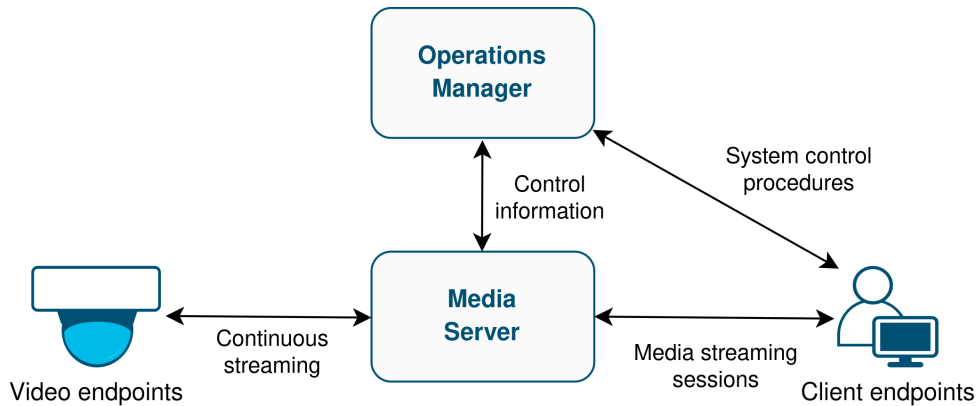 Operations
Manager
System control
procedures
Control
information
Media
Server
Continuous
streaming
Media streaming
sessions
Video endpoints
Client endpoints